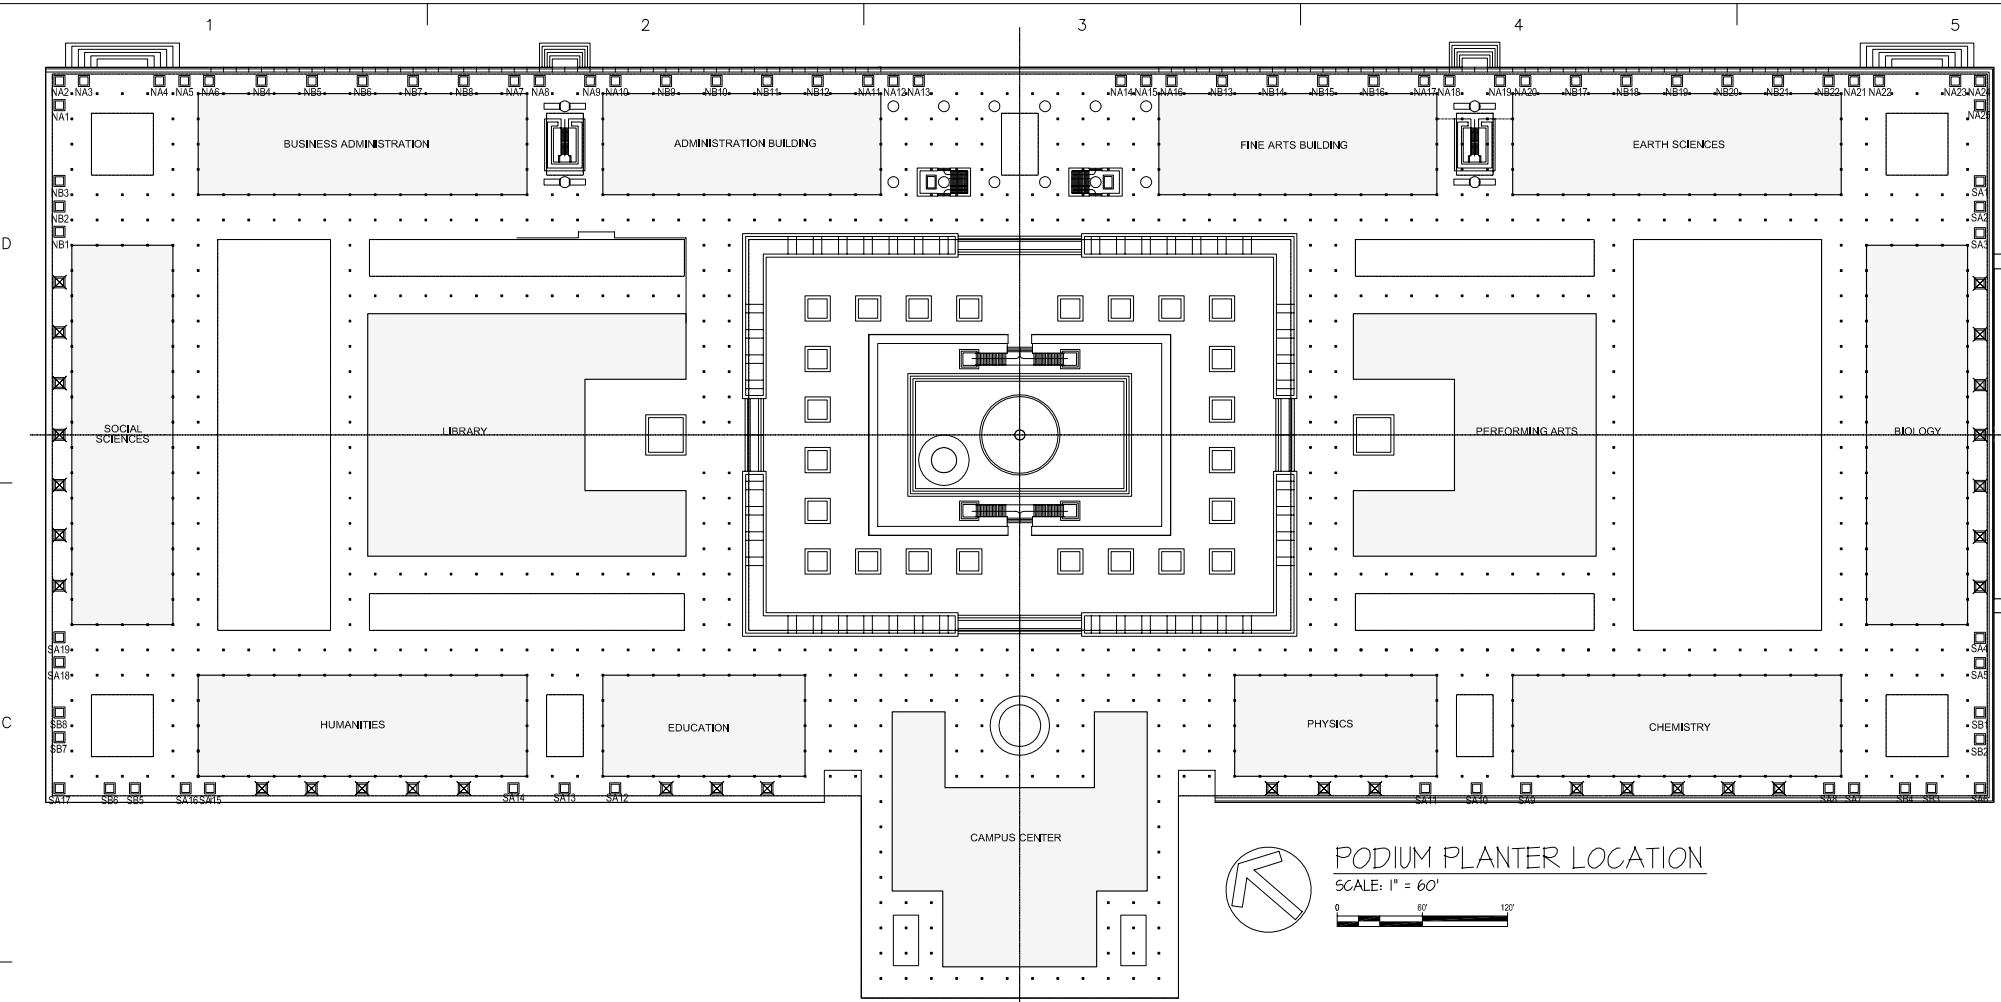 1 2 3 4 5
NA2 NA3 NA4 NA5 NA6 NB4 NB5 NB6 NB7 NB8 NA7 NA8 NA9 NA10 NB9 NB10 NB11 NB12 NA11 NA12 NA13 NA14 NA15 NA16 NB13 NB14 NB15 NB16 NA17 NA18 NA19 NA20 NB17 NB18 NB19 NB20 NB21 NB22 NA21 NA22 NA23 NA24
NA1 NA25
BUSINESS ADMINISTRATION ADMINISTRATION BUILDING FINE ARTS BUILDING EARTH SCIENCES
NB3 SA1
NB2 SA2
D NB1 SA3
SOCIAL
SCIENCES
LIBRARY PERFORMING ARTS BIOLOGY
SA19 SA4
SA18 SA5
C SB8 HUMANITIES EDUCATION PHYSICS CHEMISTRY SB1
SB7 SB2
SA17 SB6 SB5 SA16 SA15 SA14 SA13 SA12 SA11 SA10 SA9 SA8 SA7 SB4 SB3 SA6
CAMPUS CENTER
PODIUM PLANTER LOCATION
SCALE: 1" = 60'
0 60' 120'